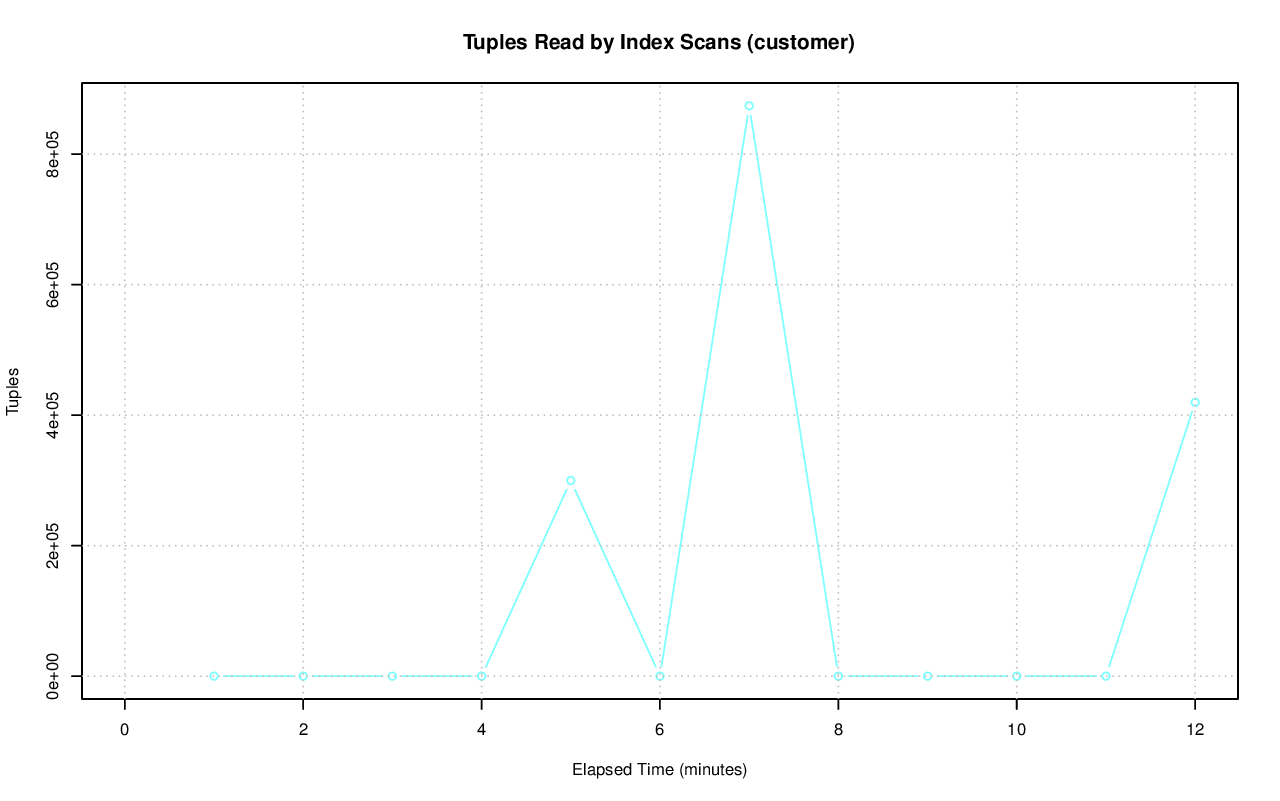 Tuples Read by Index Scans (customer)
Tuples
8e+05
6e+05
4e+05
2e+05
0e+00
0 2 4 6 8 10 12
Elapsed Time (minutes)